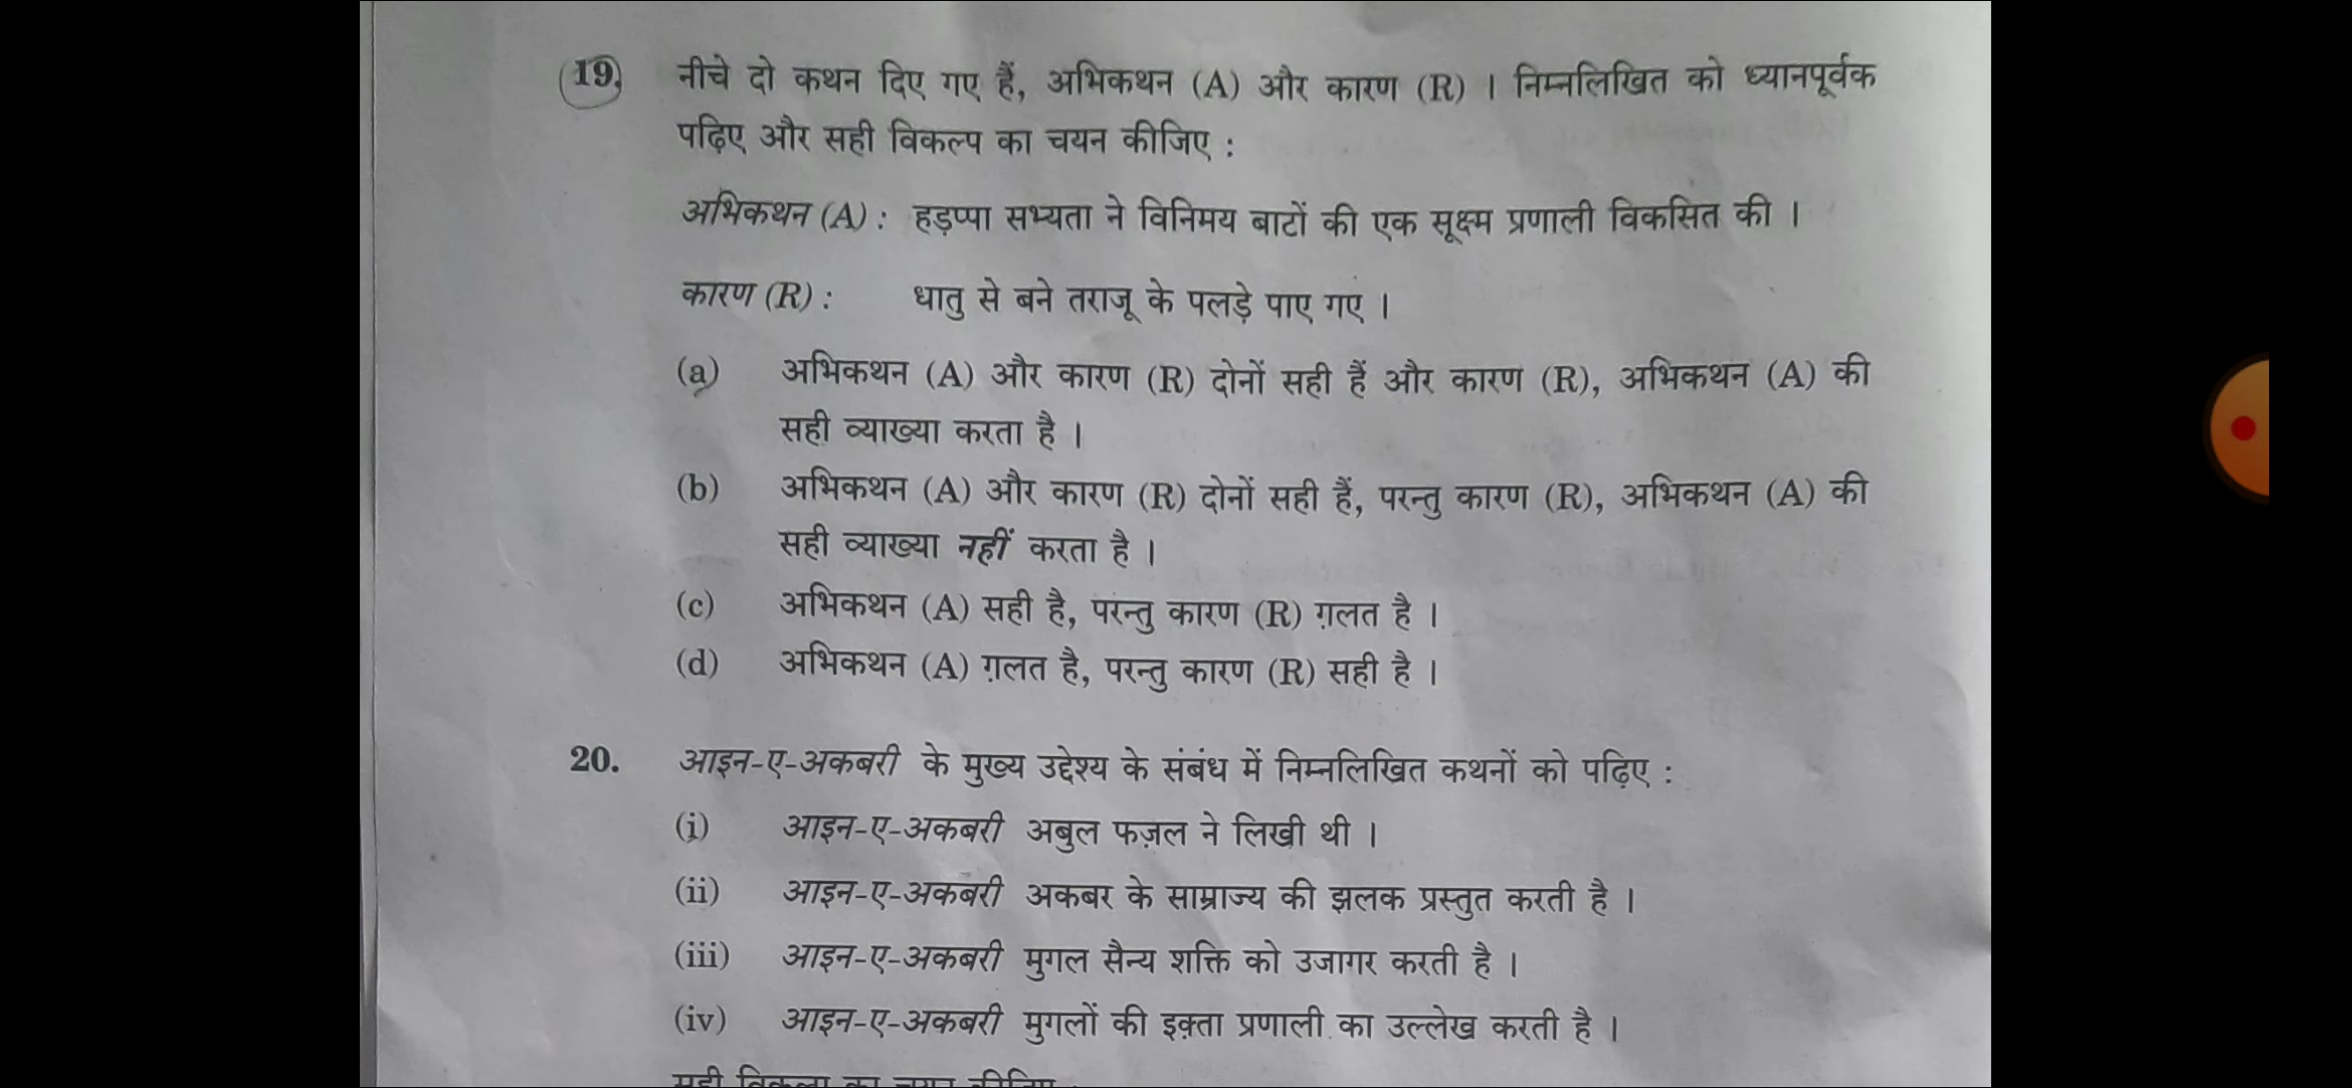 19. नीचे दो कथन दिए गए हैं, अभिकथन (A) और कारण (R) । निम्नलिखित को ध्यानपूर्वक
पढ़िए और सही विकल्प का चयन कीजिए :
अभिकथन (A) : हड़प्पा सभ्यता ने विनिमय बाटों की एक सूक्ष्म प्रणाली विकसित की ।
कारण (R) : धातु से बने तराजू के पलड़े पाए गए ।
(a) अभिकथन (A) और कारण (R) दोनों सही हैं और कारण (R), अभिकथन (A) की
सही व्याख्या करता है ।
(b) अभिकथन (A) और कारण (R) दोनों सही हैं, परन्तु कारण (R), अभिकथन (A) की
सही व्याख्या नहीं करता है ।
(c) अभिकथन (A) सही है, परन्तु कारण (R) ग़लत है ।
(d) अभिकथन (A) ग़लत है, परन्तु कारण (R) सही है ।
20. आइन-ए-अकबरी के मुख्य उद्देश्य के संबंध में निम्नलिखित कथनों को पढ़िए :
(i) आइन-ए-अकबरी अबुल फज़ल ने लिखी थी ।
(ii) आइन-ए-अकबरी अकबर के साम्राज्य की झलक प्रस्तुत करती है ।
(iii) आइन-ए-अकबरी मुगल सैन्य शक्ति को उजागर करती है ।
(iv) आइन-ए-अकबरी मुगलों की इक़्ता प्रणाली का उल्लेख करती है ।
सही विकल्प का चयन कीजिए :